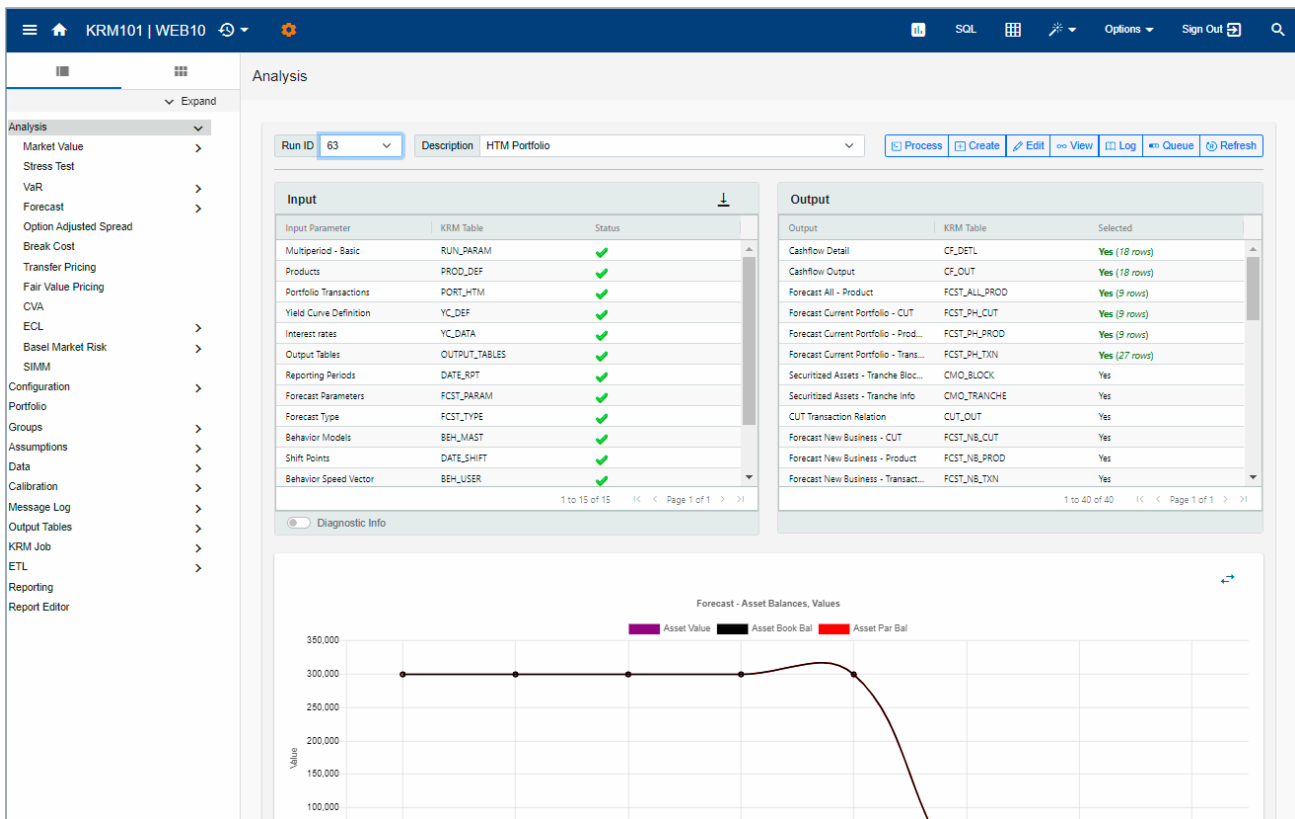 KRM101 | WEB10
SQL
Options
Sign Out
Expand
Analysis
Market Value
Stress Test
VaR
Forecast
Option Adjusted Spread
Break Cost
Transfer Pricing
Fair Value Pricing
CVA
ECL
Basel Market Risk
SIMM
Configuration
Portfolio
Groups
Assumptions
Data
Calibration
Message Log
Output Tables
KRM Job
ETL
Reporting
Report Editor
Analysis
Run ID 63 Description HTM Portfolio Process Create Edit View Log Queue Refresh
Input
Input Parameter KRM Table Status
Multiperiod - Basic RUN_PARAM
Products PROD_DEF
Portfolio Transactions PORT_HTM
Yield Curve Definition YC_DEF
Interest rates YC_DATA
Output Tables OUTPUT_TABLES
Reporting Periods DATE_RPT
Forecast Parameters FCST_PARAM
Forecast Type FCST_TYPE
Behavior Models BEH_MAST
Shift Points DATE_SHIFT
Behavior Speed Vector BEH_USER
1 to 15 of 15 Page 1 of 1
Diagnostic Info
Output
Output KRM Table Selected
Cashflow Detail CF_DETL Yes (18 rows)
Cashflow Output CF_OUT Yes (18 rows)
Forecast All - Product FCST_ALL_PROD Yes (9 rows)
Forecast Current Portfolio - CUT FCST_PH_CUT Yes (9 rows)
Forecast Current Portfolio - Prod... FCST_PH_PROD Yes (9 rows)
Forecast Current Portfolio - Trans... FCST_PH_TXN Yes (27 rows)
Securitized Assets - Tranche Bloc... CMO_BLOCK Yes
Securitized Assets - Tranche Info CMO_TRANCHE Yes
CUT Transaction Relation CUT_OUT Yes
Forecast New Business - CUT FCST_NB_CUT Yes
Forecast New Business - Product FCST_NB_PROD Yes
Forecast New Business - Transact... FCST_NB_TXN Yes
1 to 40 of 40 Page 1 of 1
Forecast - Asset Balances, Values
Asset Value Asset Book Bal Asset Par Bal
350,000
300,000
250,000
200,000
150,000
100,000
Value